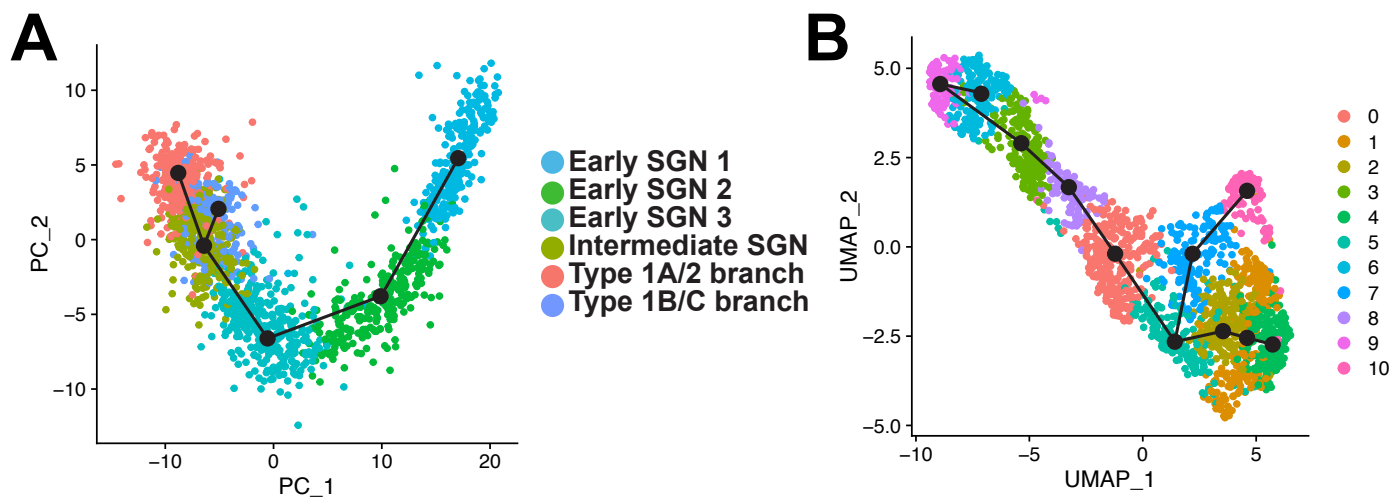 A
PC_2
10
5
0
−5
−10
−10
0
10
20
PC_1
Early SGN 1
Early SGN 2
Early SGN 3
Intermediate SGN
Type 1A/2 branch
Type 1B/C branch
B
UMAP_2
5.0
2.5
0.0
−2.5
−5.0
−10
−5
0
5
UMAP_1
0
1
2
3
4
5
6
7
8
9
10